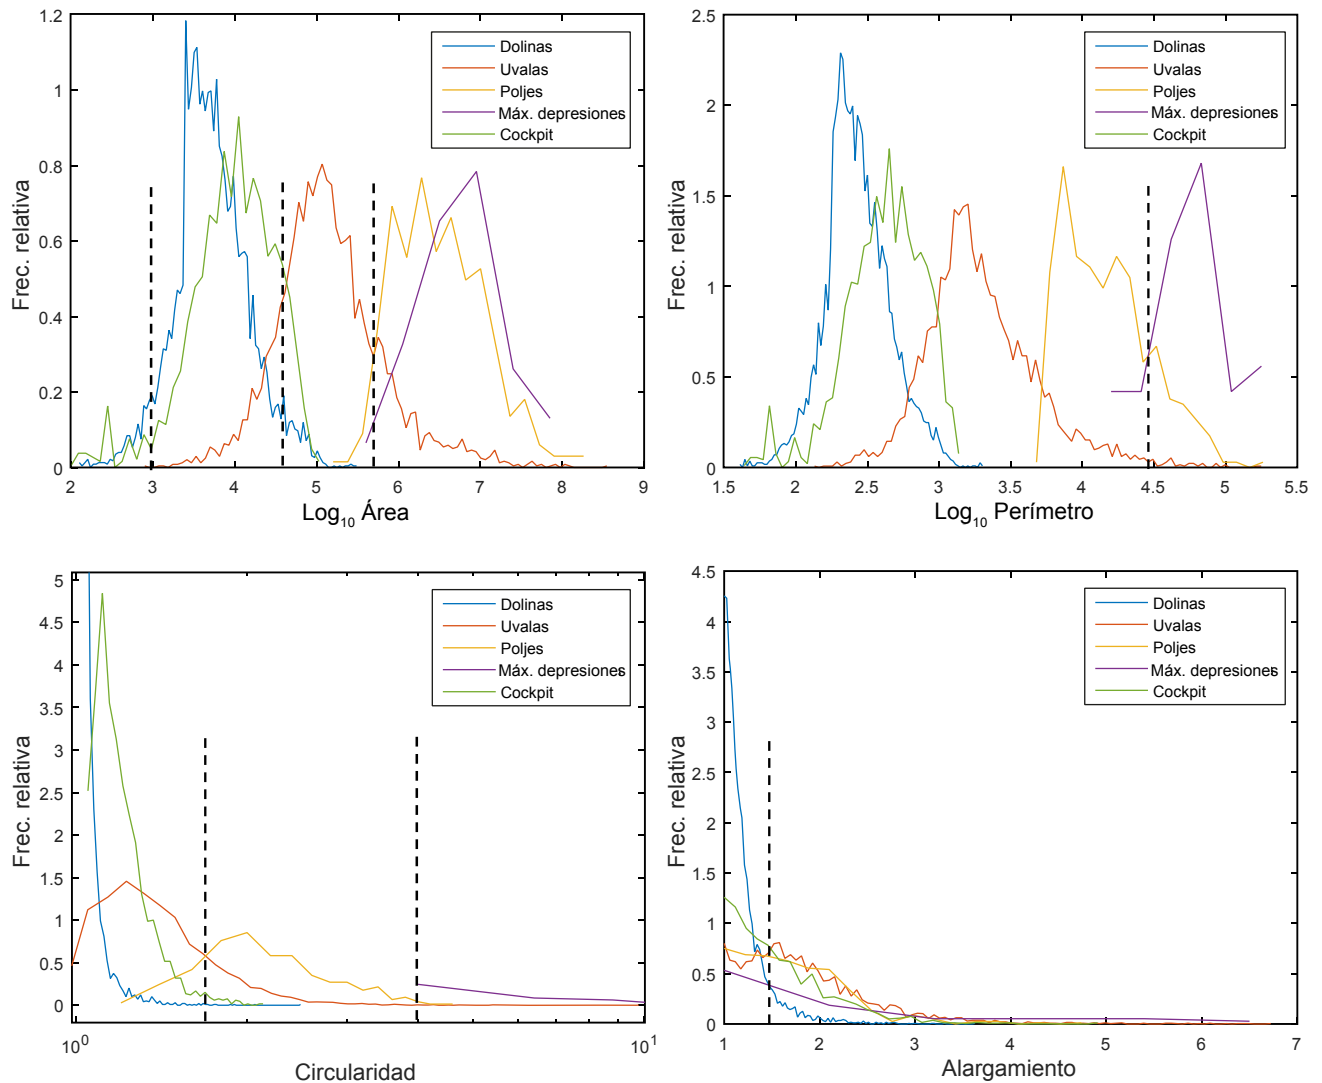 Frec. relativa
1.2
1
0.8
0.6
0.4
0.2
0
2
3
4
5
6
7
8
9
Log10 Área
Dolinas
Uvalas
Poljes
Máx. depresiones
Cockpit
Frec. relativa
2.5
2
1.5
1
0.5
0
1.5
2
2.5
3
3.5
4
4.5
5
5.5
Log10 Perímetro
Dolinas
Uvalas
Poljes
Máx. depresiones
Cockpit
Frec. relativa
5
4.5
4
3.5
3
2.5
2
1.5
1
0.5
0
10^0
10^1
Circularidad
Dolinas
Uvalas
Poljes
Máx. depresiones
Cockpit
Frec. relativa
4.5
4
3.5
3
2.5
2
1.5
1
0.5
0
1
2
3
4
5
6
7
Alargamiento
Dolinas
Uvalas
Poljes
Máx. depresiones
Cockpit